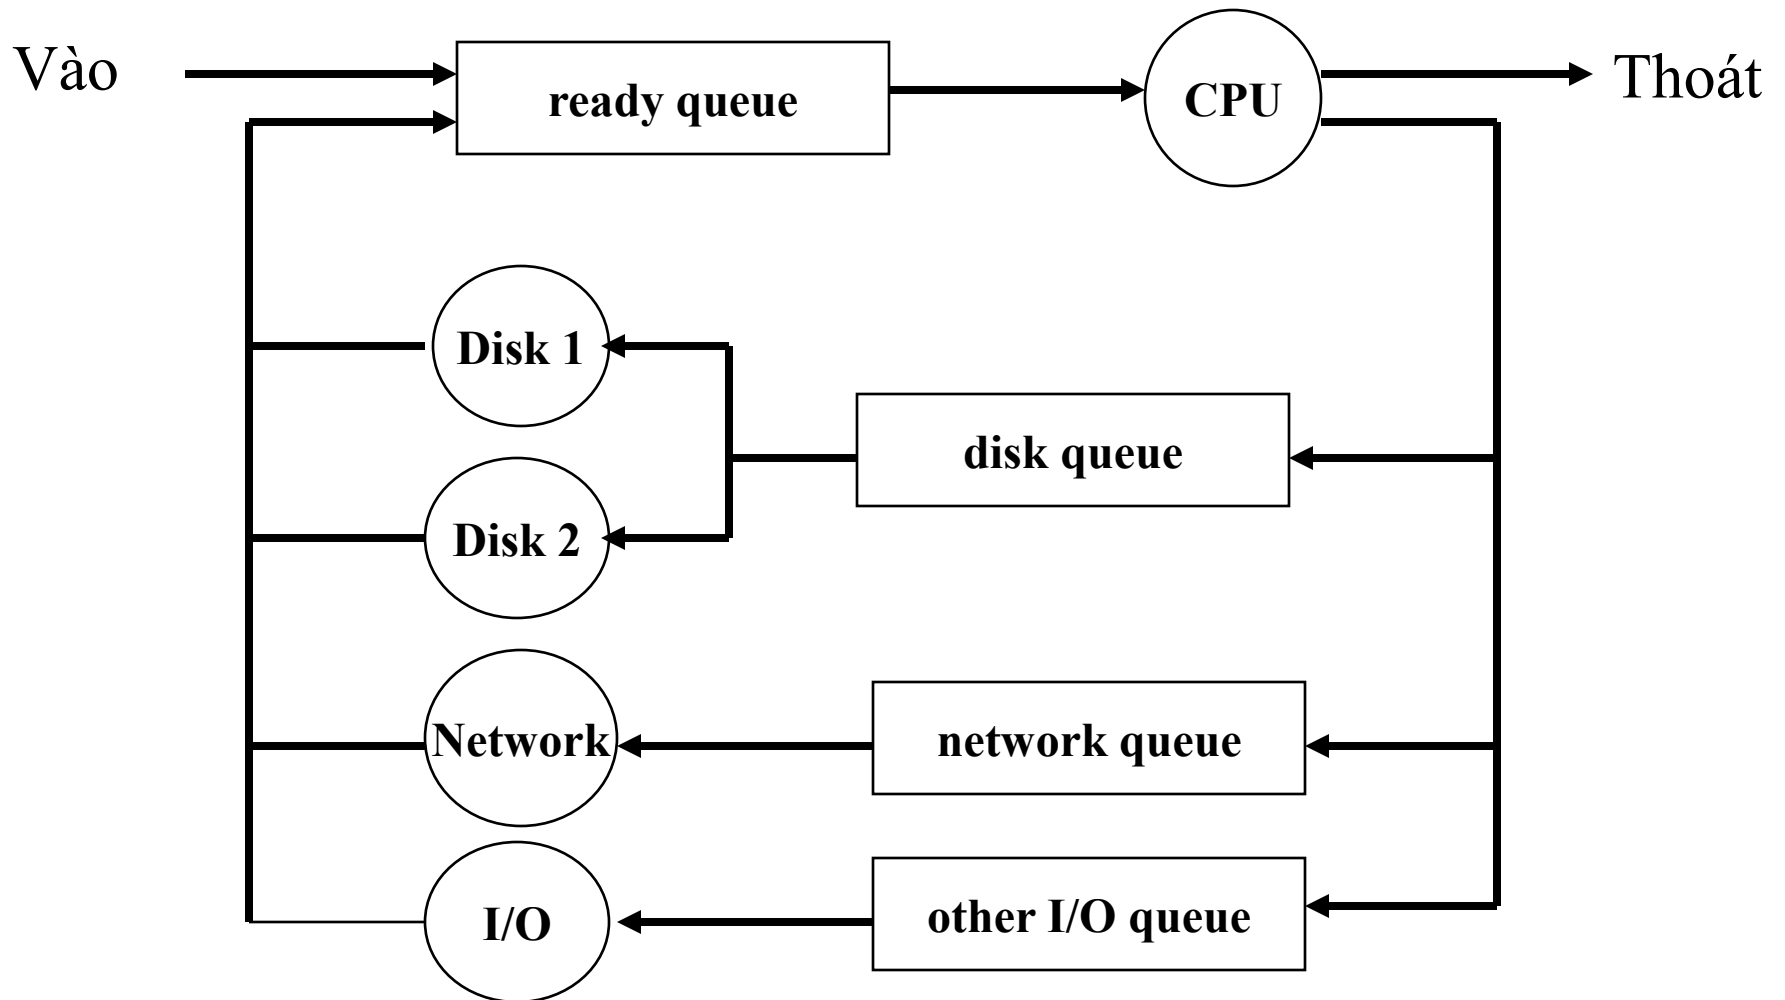 Vào
ready queue
CPU
Thoát
Disk 1
disk queue
Disk 2
Network
network queue
I/O
other I/O queue